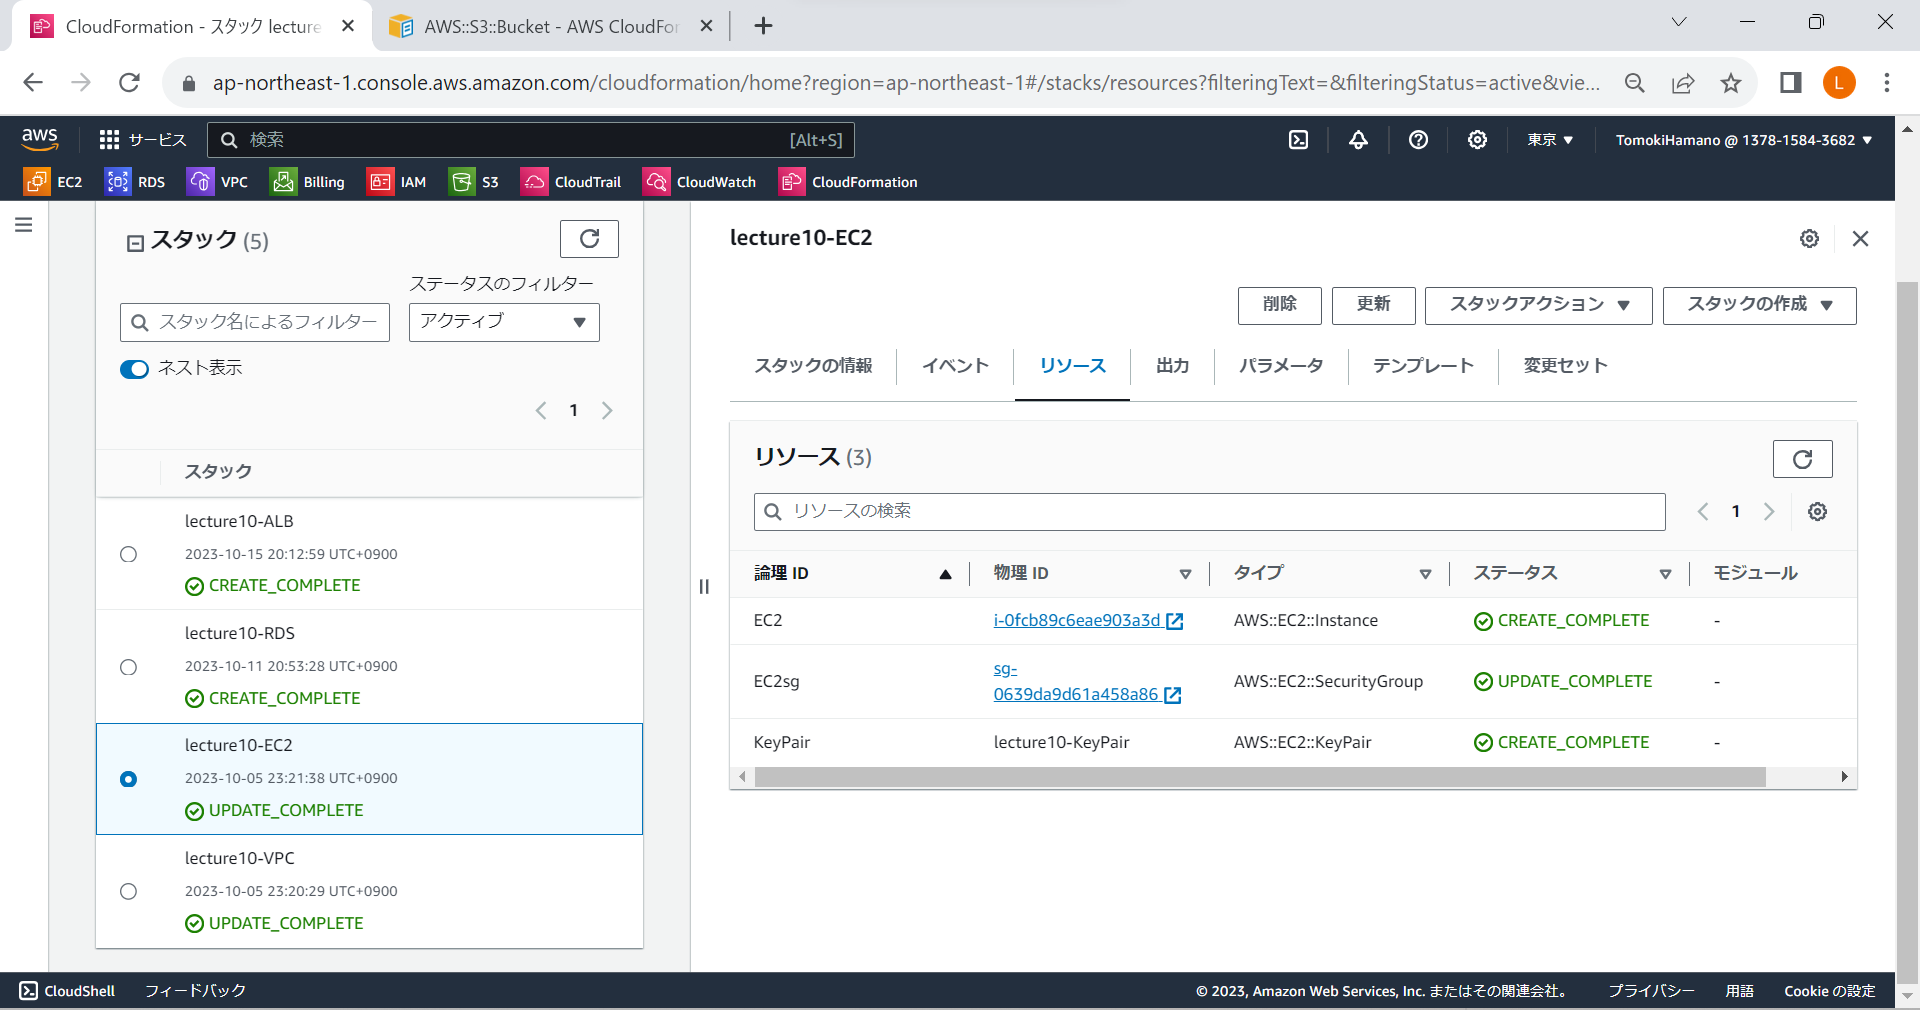 CloudFormation - スタック lecture
AWS::S3::Bucket - AWS CloudFor
ap-northeast-1.console.aws.amazon.com/cloudformation/home?region=ap-northeast-1#/stacks/resources?filteringText=&filteringStatus=active&vie...
L
aws
サービス
検索
[Alt+S]
東京
TomokiHamano @ 1378-1584-3682
EC2
RDS
VPC
Billing
IAM
S3
CloudTrail
CloudWatch
CloudFormation
スタック (5)
ステータスのフィルター
スタック名によるフィルター
アクティブ
ネスト表示
1
スタック
lecture10-ALB
2023-10-15 20:12:59 UTC+0900
CREATE_COMPLETE
lecture10-RDS
2023-10-11 20:53:28 UTC+0900
CREATE_COMPLETE
lecture10-EC2
2023-10-05 23:21:38 UTC+0900
UPDATE_COMPLETE
lecture10-VPC
2023-10-05 23:20:29 UTC+0900
UPDATE_COMPLETE
lecture10-EC2
削除
更新
スタックアクション
スタックの作成
スタックの情報
イベント
リソース
出力
パラメータ
テンプレート
変更セット
リソース (3)
リソースの検索
1
論理 ID
物理 ID
タイプ
ステータス
モジュール
EC2
i-0fcb89c6eae903a3d
AWS::EC2::Instance
CREATE_COMPLETE
-
EC2sg
sg-
0639da9d61a458a86
AWS::EC2::SecurityGroup
UPDATE_COMPLETE
-
KeyPair
lecture10-KeyPair
AWS::EC2::KeyPair
CREATE_COMPLETE
-
CloudShell
フィードバック
© 2023, Amazon Web Services, Inc. またはその関連会社。
プライバシー
用語
Cookie の設定